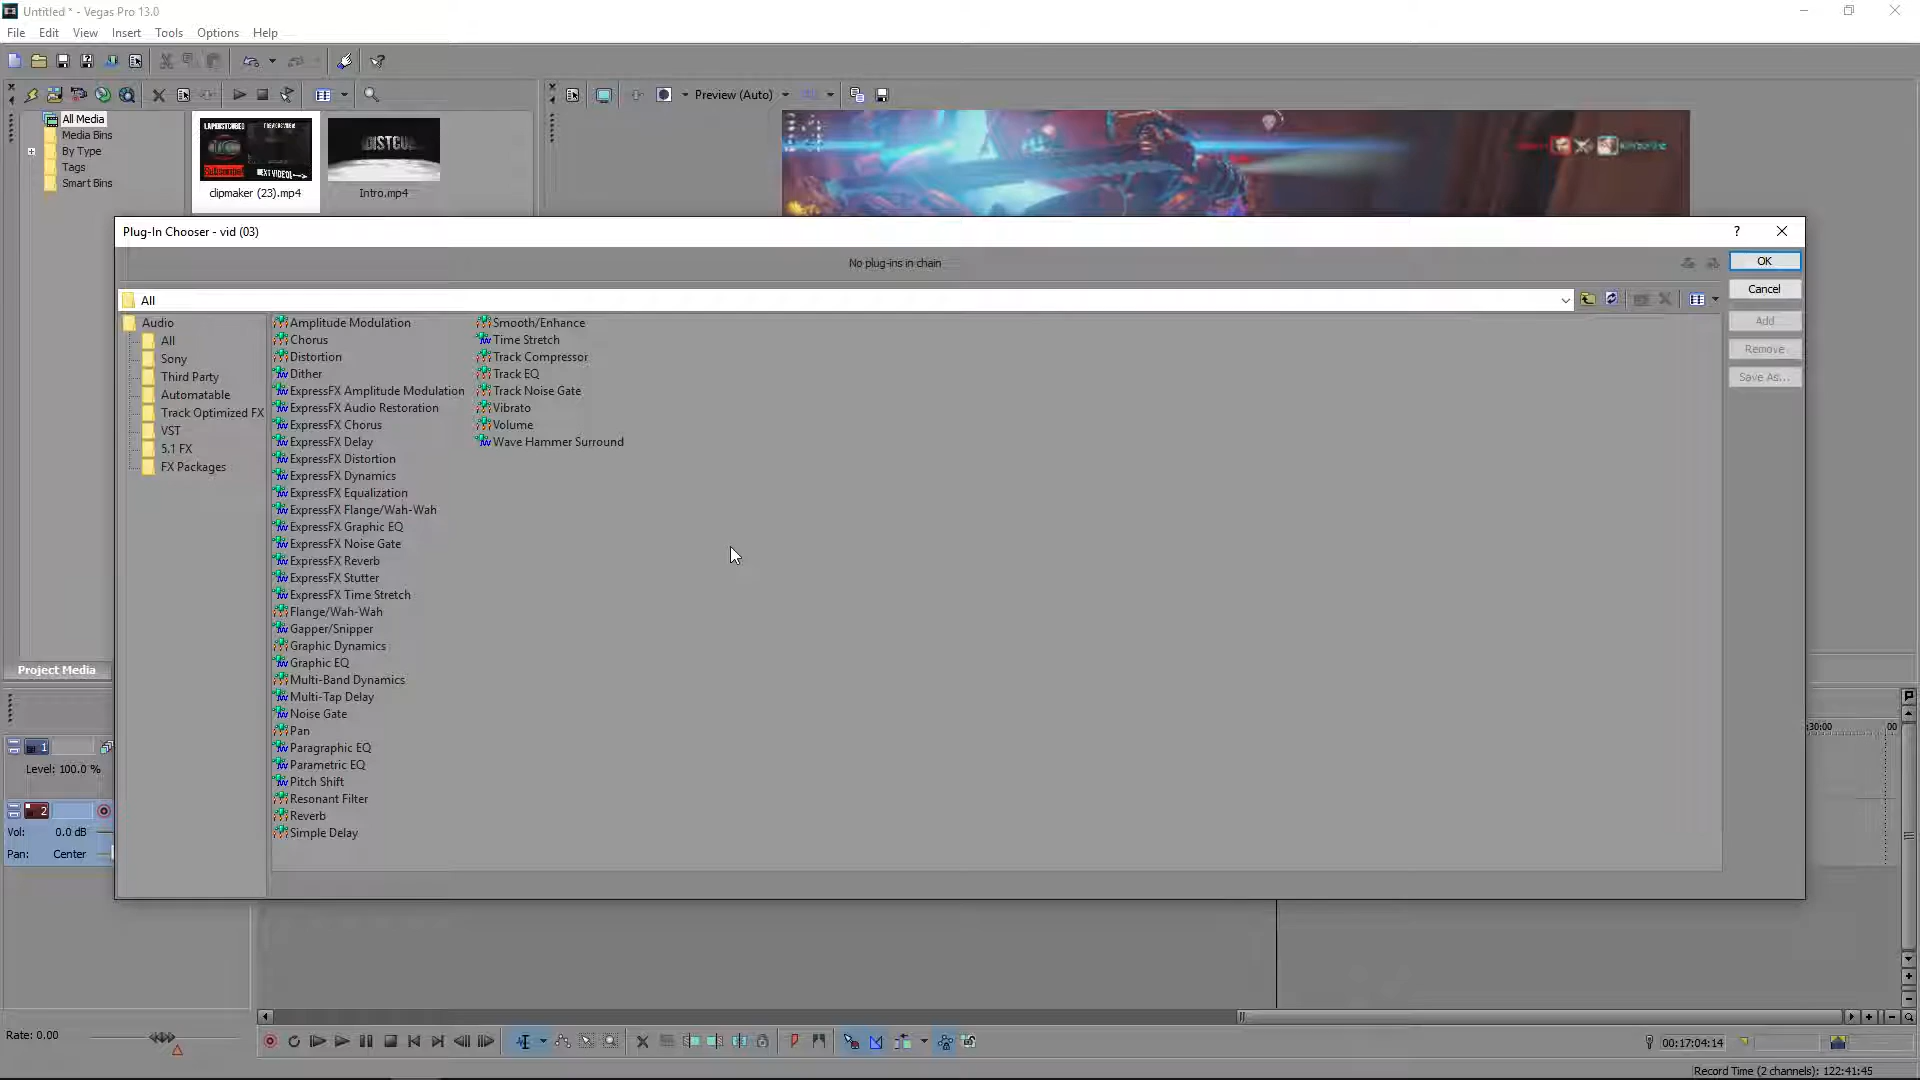 Untitled * - Vegas Pro 13.0
File Edit View Insert Tools Options Help
Preview (Auto)
All Media
Media Bins
By Type
Tags
Smart Bins
clipmaker (23).mp4
Intro.mp4
NEXT VIDEO
Plug-In Chooser - vid (03)
No plug-ins in chain
OK
All
Cancel
Add
Remove
Save As...
Audio
All
Sony
Third Party
Automatable
Track Optimized FX
VST
5.1 FX
FX Packages
Amplitude Modulation
Chorus
Distortion
Dither
ExpressFX Amplitude Modulation
ExpressFX Audio Restoration
ExpressFX Chorus
ExpressFX Delay
ExpressFX Distortion
ExpressFX Dynamics
ExpressFX Equalization
ExpressFX Flange/Wah-Wah
ExpressFX Graphic EQ
ExpressFX Noise Gate
ExpressFX Reverb
ExpressFX Stutter
ExpressFX Time Stretch
Flange/Wah-Wah
Gapper/Snipper
Graphic Dynamics
Graphic EQ
Multi-Band Dynamics
Multi-Tap Delay
Noise Gate
Pan
Paragraphic EQ
Parametric EQ
Pitch Shift
Resonant Filter
Reverb
Simple Delay
Smooth/Enhance
Time Stretch
Track Compressor
Track EQ
Track Noise Gate
Vibrato
Volume
Wave Hammer Surround
Project Media
:30:00
00
1
Level: 100.0 %
2
Vol: 0.0 dB
Pan: Center
Rate: 0.00
00:17:04:14
Record Time (2 channels): 122:41:45